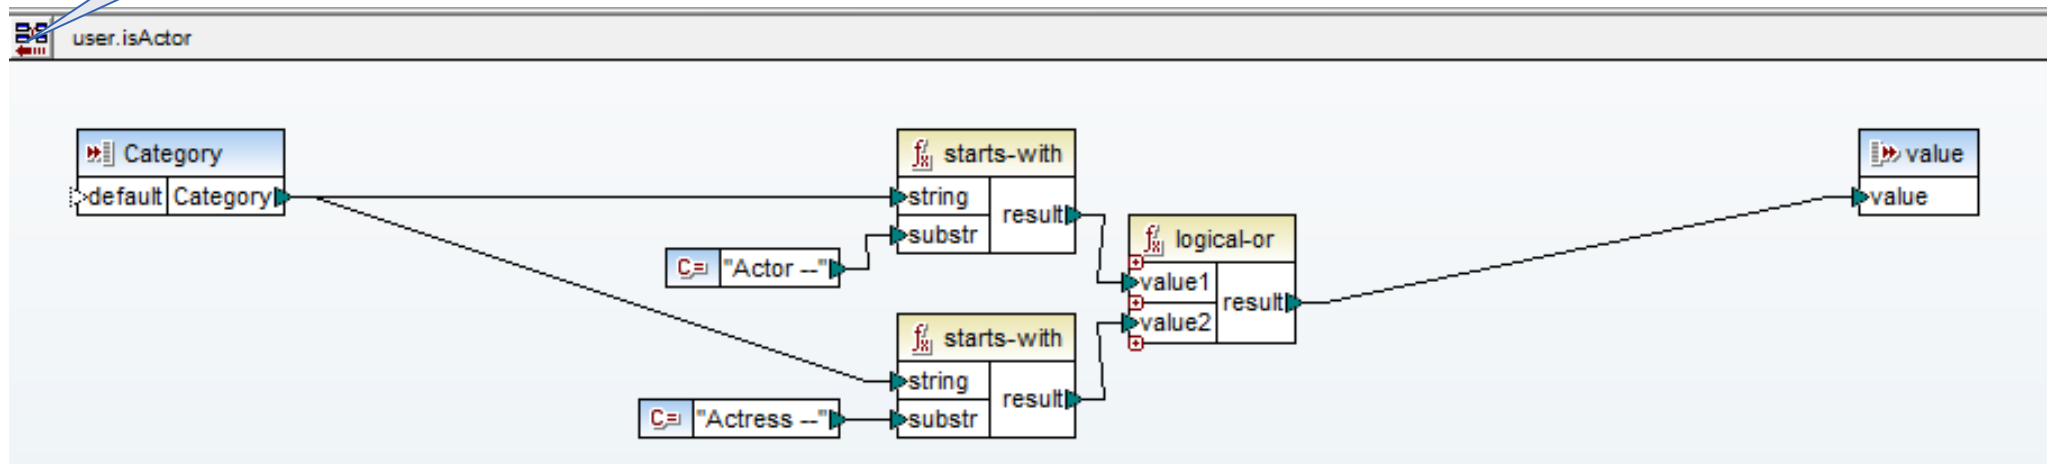 user.isActor
Category
default Category
starts-with
string
substr
result
C= "Actor --"
starts-with
string
substr
result
C= "Actress --"
logical-or
value1
value2
result
value
value